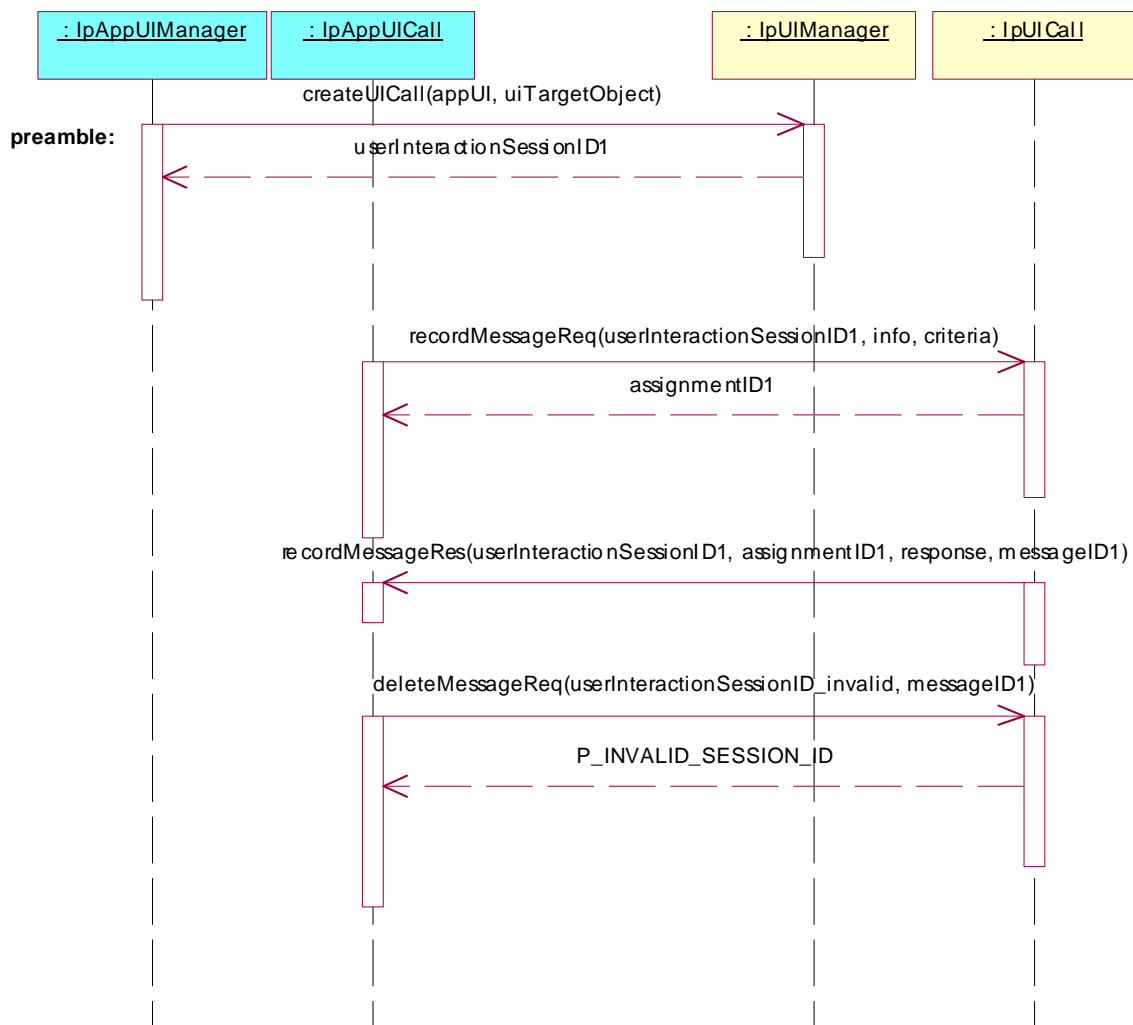 : IpAppUIManager
: IpAppUICall
: IpUIManager
: IpUICall
createUICall(appUI, uiTargetObject)
preamble:
userInteractionSessionID1
recordMessageReq(userInteractionSessionID1, info, criteria)
assignmentID1
recordMessageRes(userInteractionSessionID1, assignmentID1, response, messageID1)
deleteMessageReq(userInteractionSessionID_invalid, messageID1)
P_INVALID_SESSION_ID